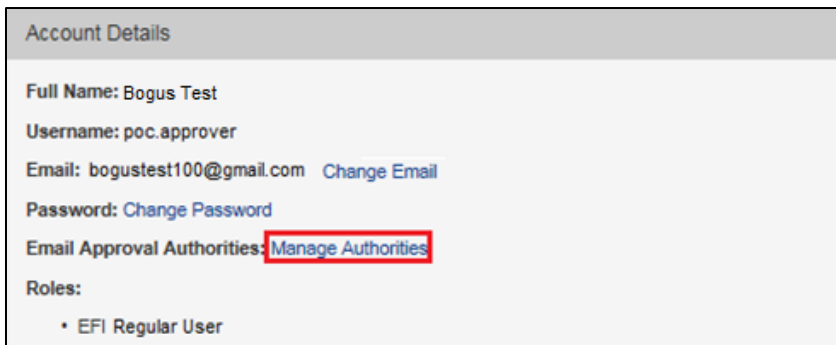 Account Details
Full Name: Bogus Test
Username: poc.approver
Email: bogustest100@gmail.com Change Email
Password: Change Password
Email Approval Authorities: Manage Authorities
Roles:
• EFI Regular User